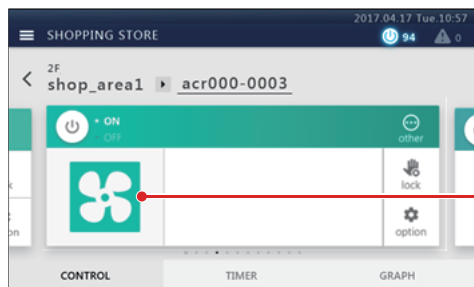 2017.04.17 Tue.10:57
SHOPPING STORE
94
0
2F
shop_area1
acr000-0003
ON
OFF
other
lock
option
CONTROL
TIMER
GRAPH